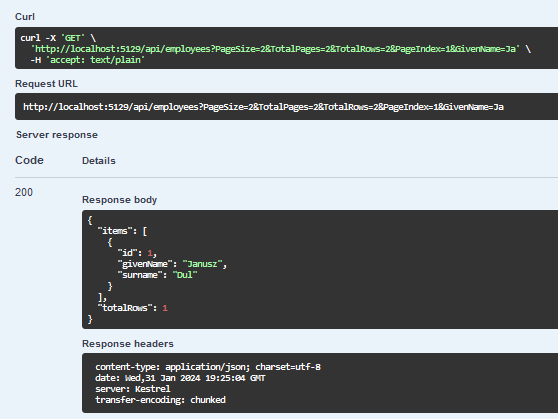 Curl
curl -X 'GET' \
'http://localhost:5129/api/employees?PageSize=2&TotalPages=2&TotalRows=2&PageIndex=1&GivenName=Ja' \
-H 'accept: text/plain'
Request URL
http://localhost:5129/api/employees?PageSize=2&TotalPages=2&TotalRows=2&PageIndex=1&GivenName=Ja
Server response
Code Details
200
Response body
{
"items": [
{
"id": 1,
"givenName": "Janusz",
"surname": "Dul"
}
],
"totalRows": 1
}
Response headers
content-type: application/json; charset=utf-8
date: Wed,31 Jan 2024 19:25:04 GMT
server: Kestrel
transfer-encoding: chunked